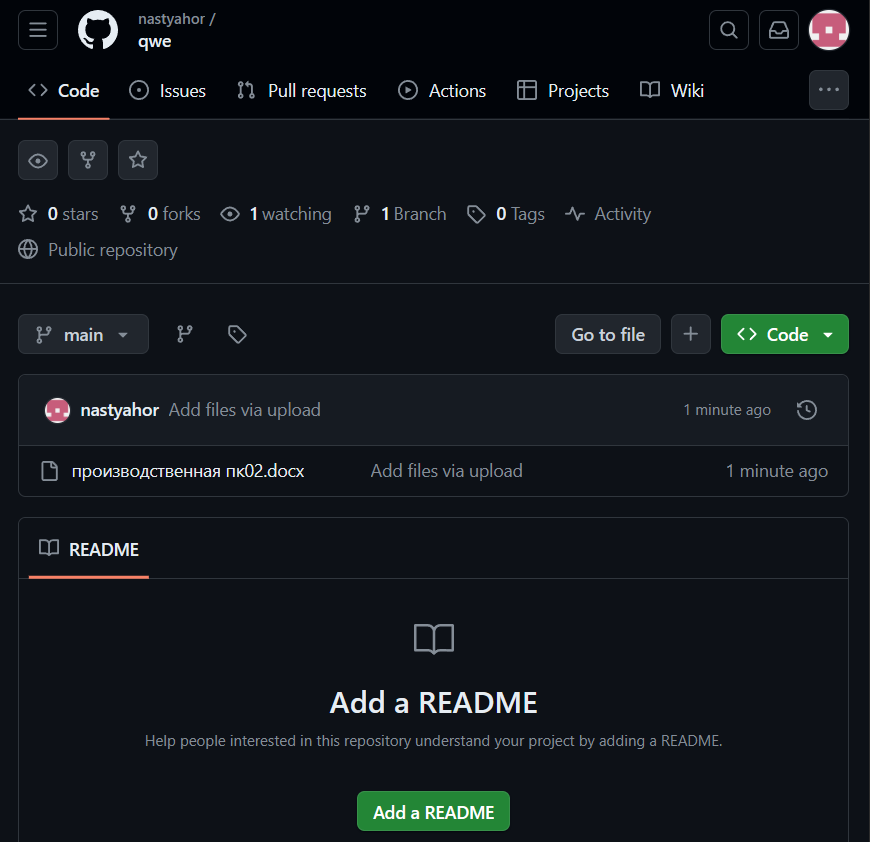 nastyahor /
qwe
Code Issues Pull requests Actions Projects Wiki
0 stars 0 forks 1 watching 1 Branch 0 Tags Activity
Public repository
main Go to file Code
nastyahor Add files via upload 1 minute ago
производственная пк02.docx Add files via upload 1 minute ago
README
Add a README
Help people interested in this repository understand your project by adding a README.
Add a README